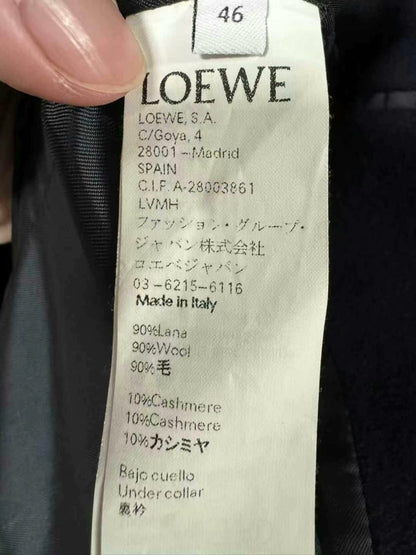 46
LOEWE
LOEWE, S.A.
C/Goya, 4
28001 - Madrid
SPAIN
C.I.F. A-28003861
LVMH
ファッション・グループ・
ジャパン株式会社
ロエベジャパン
03-6215-6116
Made in Italy
90%Lana
90%Wool
90%毛
10%Cashmere
10%Cashmere
10%カシミヤ
Bajo cuello
Under collar
裏衿